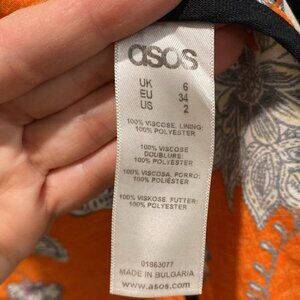 asos
UK 6
EU 34
US 2
100% VISCOSE, LINING:
100% POLYESTER
100% VISCOSE
DOUBLURE:
100% POLYESTER
100% VISCOSA, FORRO:
100% POLIÉSTER
100% VISKOSE, FUTTER:
100% POLYESTER
01863077
MADE IN BULGARIA
www.asos.com